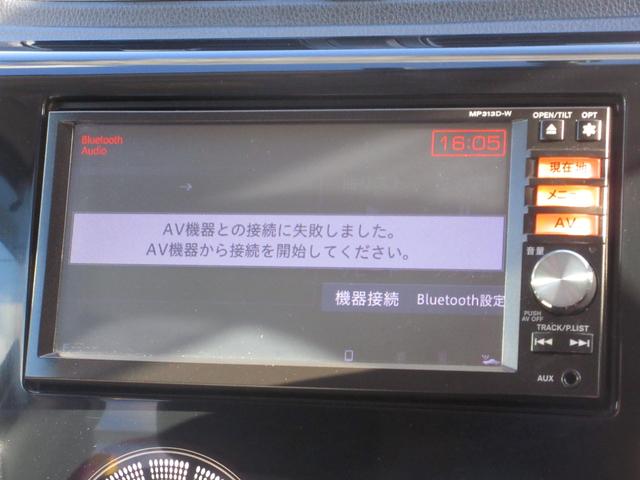 MP313D-W
OPEN/TILT OPT
Bluetooth
Audio
16:05
現在地
メニュー
AV
AV機器との接続に失敗しました。
AV機器から接続を開始してください。
音量
機器接続 Bluetooth設定
PUSH
AV OFF
TRACK/P.LIST
AUX